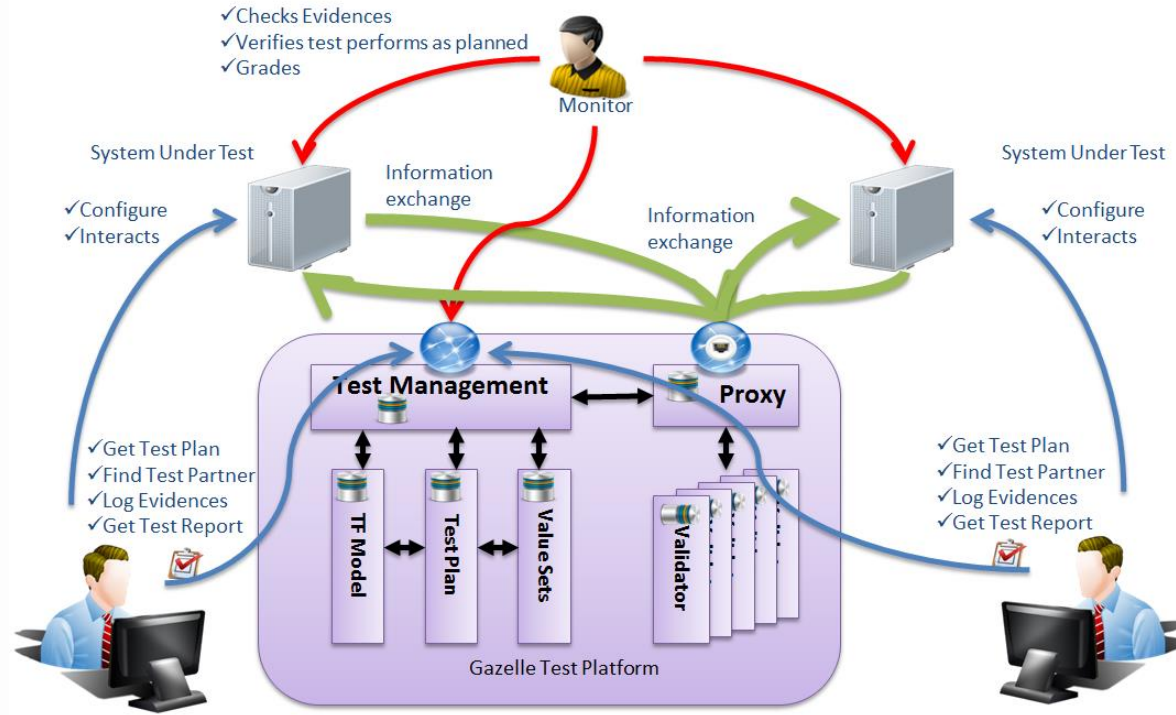 ✓Checks Evidences
✓Verifies test performs as planned
✓Grades
Monitor
System Under Test
System Under Test
Information
exchange
✓Configure
✓Interacts
Information
exchange
✓Configure
✓Interacts
Test Management
Proxy
✓Get Test Plan
✓Find Test Partner
✓Log Evidences
✓Get Test Report
✓Get Test Plan
✓Find Test Partner
✓Log Evidences
✓Get Test Report
TF Model
Test Plan
Value Sets
Validator
Gazelle Test Platform